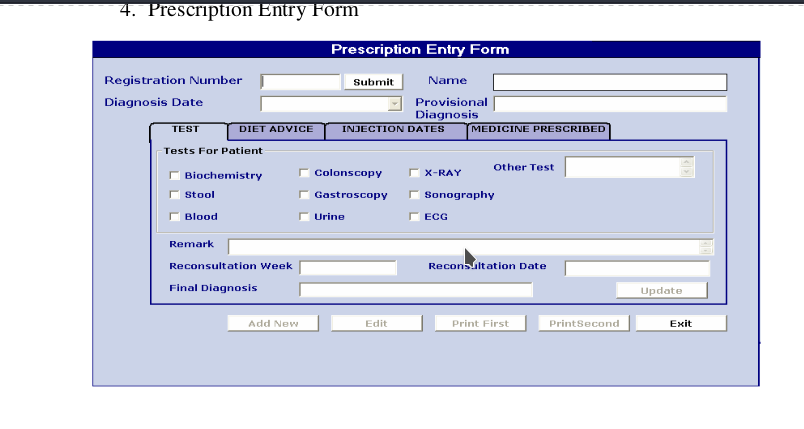 4. Prescription Entry Form
Prescription Entry Form
Registration Number Submit Name
Diagnosis Date Provisional Diagnosis
TEST DIET ADVICE INJECTION DATES MEDICINE PRESCRIBED
Tests For Patient
Biochemistry Colonscopy X-RAY Other Test
Stool Gastroscopy Sonography
Blood Urine ECG
Remark
Reconsultation Week Reconsultation Date
Final Diagnosis Update
Add New Edit Print First PrintSecond Exit